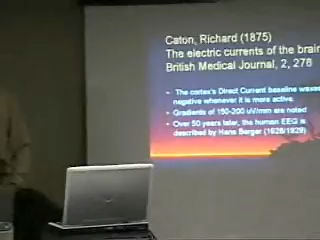 Caton, Richard (1875)
The electric currents of the brain
British Medical Journal, 2, 278
• The cortex's Direct Current baseline waxes
negative whenever it is more active
• Gradients of 150-200 uV/mm are noted
• Over 50 years later, the human EEG is
described by Hans Berger (1928/1929)